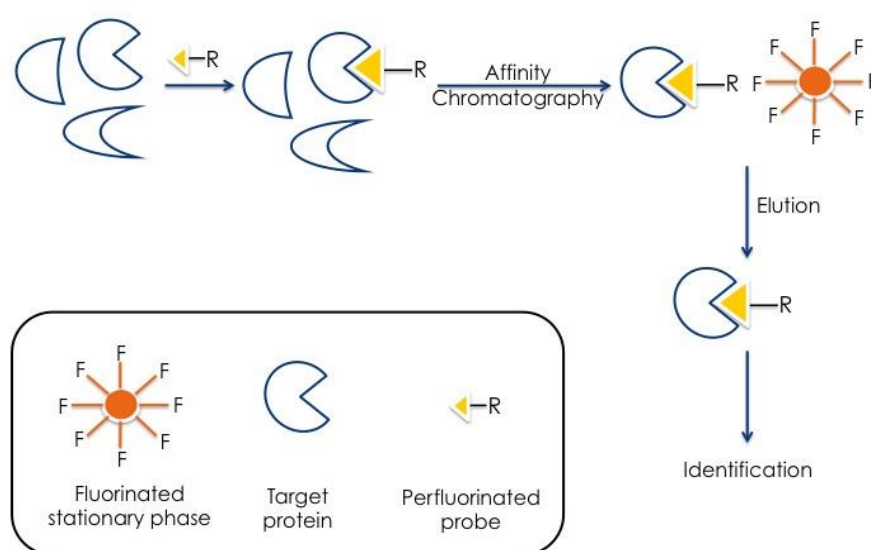 R
R
Affinity
Chromatography
R
F
F
F
F
F
F
F
F
Elution
R
F
F
F
F
F
F
F
F
R
Fluorinated
stationary phase
Target
protein
Perfluorinated
probe
Identification